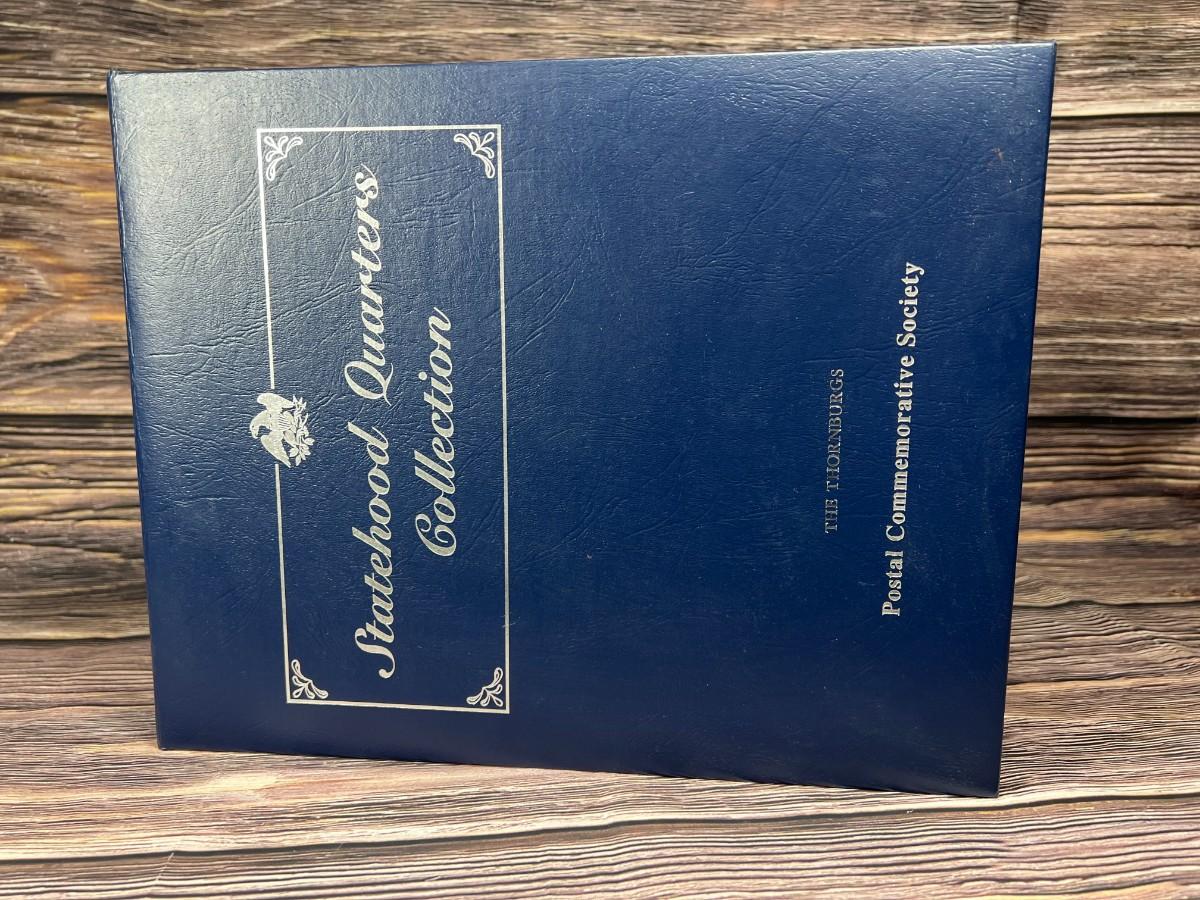 Statehood Quarters
Collection
THE THORNBURGS
Postal Commemorative Society